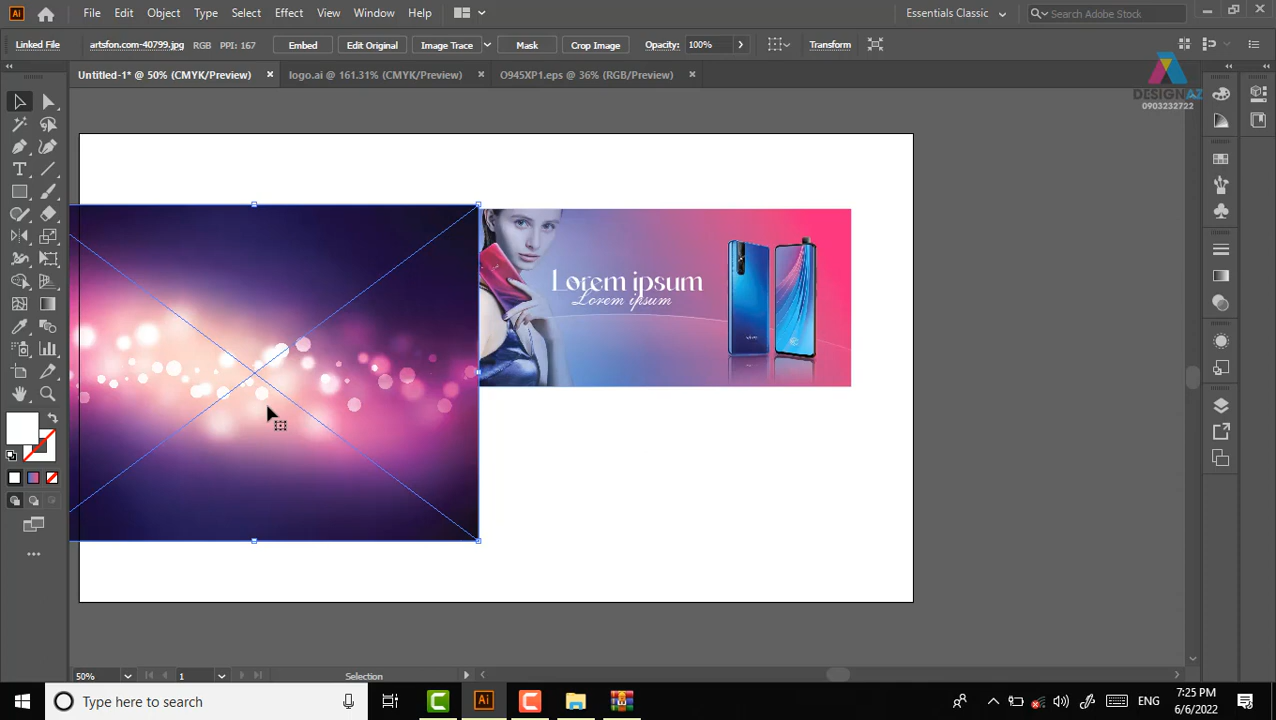 Ai File Edit Type Select Effect View Window Help Essentials Classic Search Adobe Stock
Linked File artsfon.com-40799.jpg RGB PPI: 167 Embed Edit Original Image Trace Mask Crop Image Opacity: 100% Transform
Untitled-1* @ 50% (CMYK/Preview) logo.ai @ 161.31% (CMYK/Preview) O945XP1.eps @ 36% (RGB/Preview)
DESIGNAZ
0903232722
Lorem ipsum
Lorem ipsum
vivo
50% 1 Selection
Type here to search Ai ENG 7:25 PM
6/6/2022